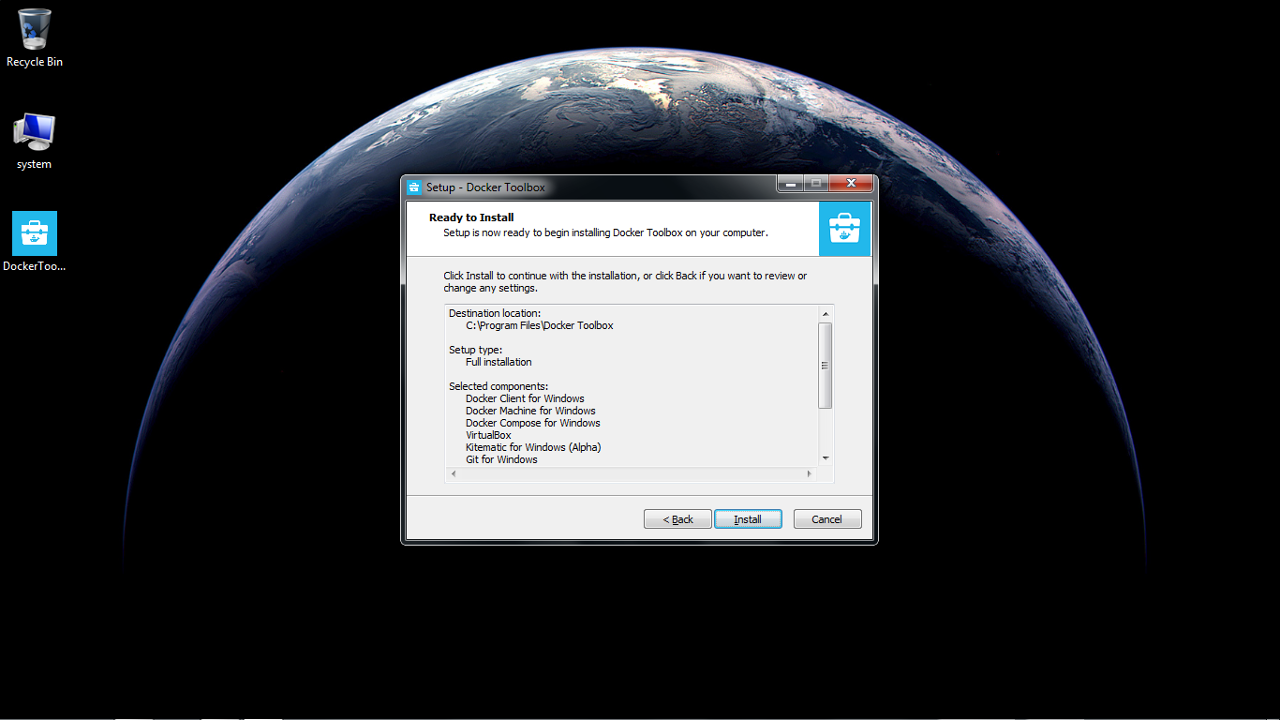 Recycle Bin
system
DockerToo...
Setup - Docker Toolbox
Ready to Install
Setup is now ready to begin installing Docker Toolbox on your computer.
Click Install to continue with the installation, or click Back if you want to review or
change any settings.
Destination location:
C:\Program Files\Docker Toolbox
Setup type:
Full installation
Selected components:
Docker Client for Windows
Docker Machine for Windows
Docker Compose for Windows
VirtualBox
Kitematic for Windows (Alpha)
Git for Windows
< Back
Install
Cancel